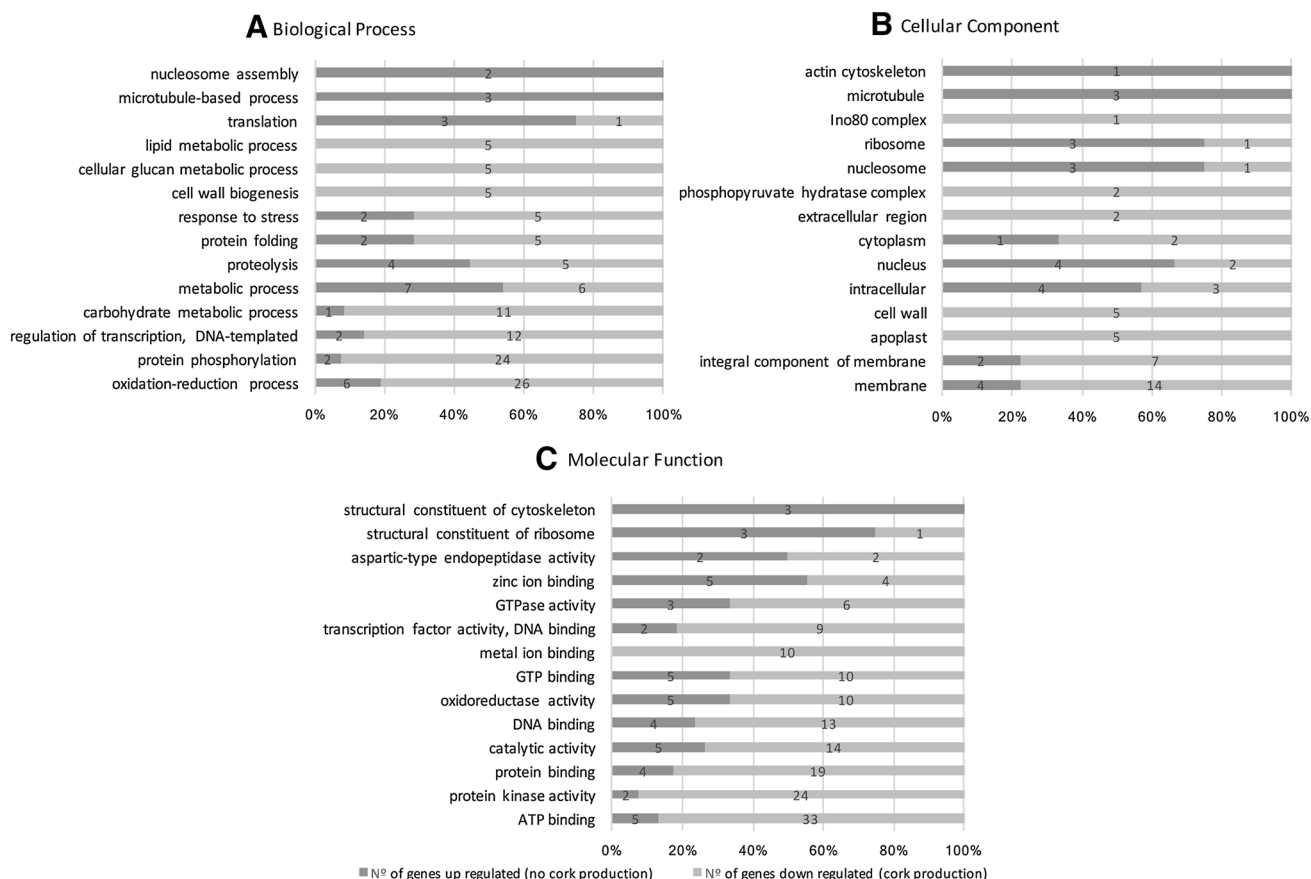 A Biological Process
nucleosome assembly 2
microtubule-based process 3
translation 3 1
lipid metabolic process 5
cellular glucan metabolic process 5
cell wall biogenesis 5
response to stress 2 5
protein folding 2 5
proteolysis 4 5
metabolic process 7 6
carbohydrate metabolic process 1 11
regulation of transcription, DNA-templated 2 12
protein phosphorylation 2 24
oxidation-reduction process 6 26
0% 20% 40% 60% 80% 100%
B Cellular Component
actin cytoskeleton 1
microtubule 3
Ino80 complex 1
ribosome 3 1
nucleosome 3 1
phosphopyruvate hydratase complex 2
extracellular region 2
cytoplasm 1 2
nucleus 4 2
intracellular 4 3
cell wall 5
apoplast 5
integral component of membrane 2 7
membrane 4 14
0% 20% 40% 60% 80% 100%
C Molecular Function
structural constituent of cytoskeleton 3
structural constituent of ribosome 3 1
aspartic-type endopeptidase activity 2 2
zinc ion binding 5 4
GTPase activity 3 6
transcription factor activity, DNA binding 2 9
metal ion binding 10
GTP binding 5 10
oxidoreductase activity 5 10
DNA binding 4 13
catalytic activity 5 14
protein binding 4 19
protein kinase activity 2 24
ATP binding 5 33
0% 20% 40% 60% 80% 100%
Nº of genes up regulated (no cork production) Nº of genes down regulated (cork production)